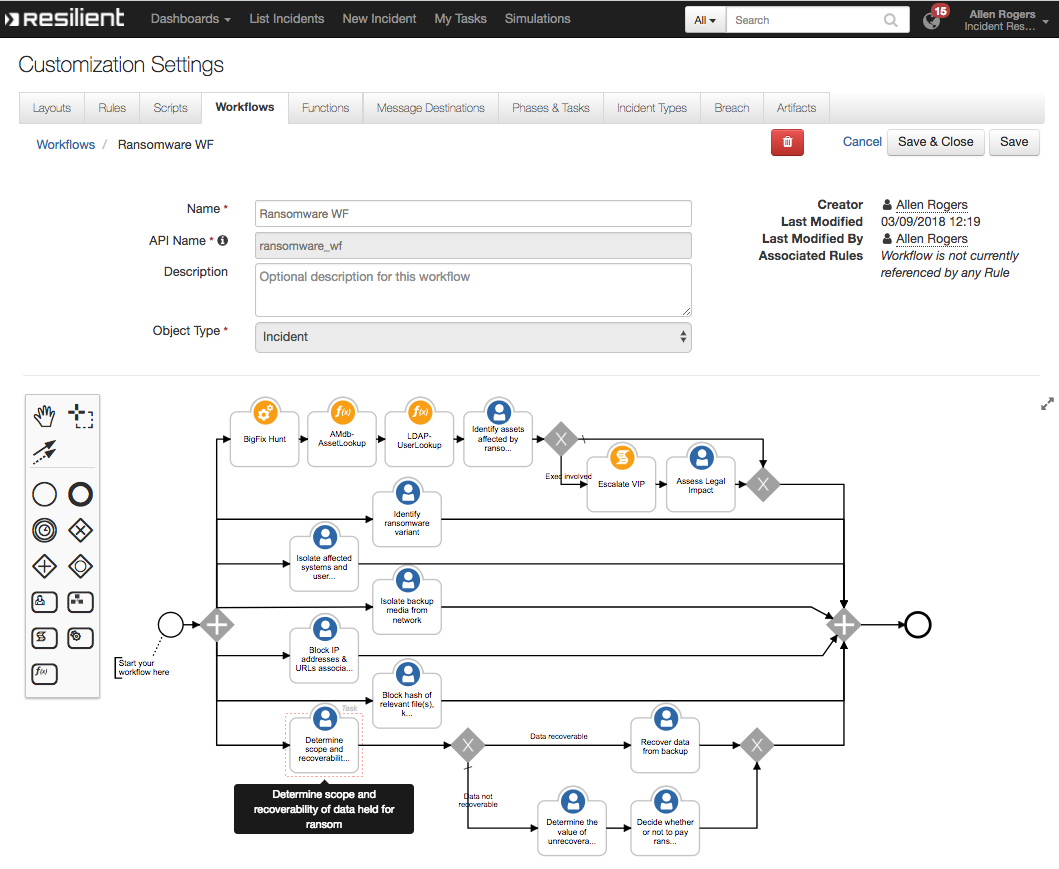 Resilient
Dashboards List Incidents New Incident My Tasks Simulations
All Search 15 Allen Rogers
Incident Res...
Customization Settings
Layouts Rules Scripts Workflows Functions Message Destinations Phases & Tasks Incident Types Breach Artifacts
Workflows / Ransomware WF Cancel Save & Close Save
Name * Ransomware WF
API Name * ransomware_wf
Description Optional description for this workflow
Object Type * Incident
Creator Allen Rogers
Last Modified 03/09/2018 12:19
Last Modified By Allen Rogers
Associated Rules Workflow is not currently
referenced by any Rule
f(x)
BigFix Hunt
f(x)
AMdb-
AssetLookup
f(x)
LDAP-
UserLookup
Identify assets
affected by
ranso...
X
Exec involved
Escalate VIP
Assess Legal
Impact
X
Identify
ransomware
variant
Isolate affected
systems and
user...
Isolate backup
media from
network
Start your
workflow here
Block IP
addresses &
URLs associa...
Block hash of
relevant file(s),
k...
Task
Determine
scope and
recoverabilit...
X
Data recoverable
Recover data
from backup
X
Data not
recoverable
Determine the
value of
unrecovera...
Decide whether
or not to pay
rans...
Determine scope and
recoverability of data held for
ransom